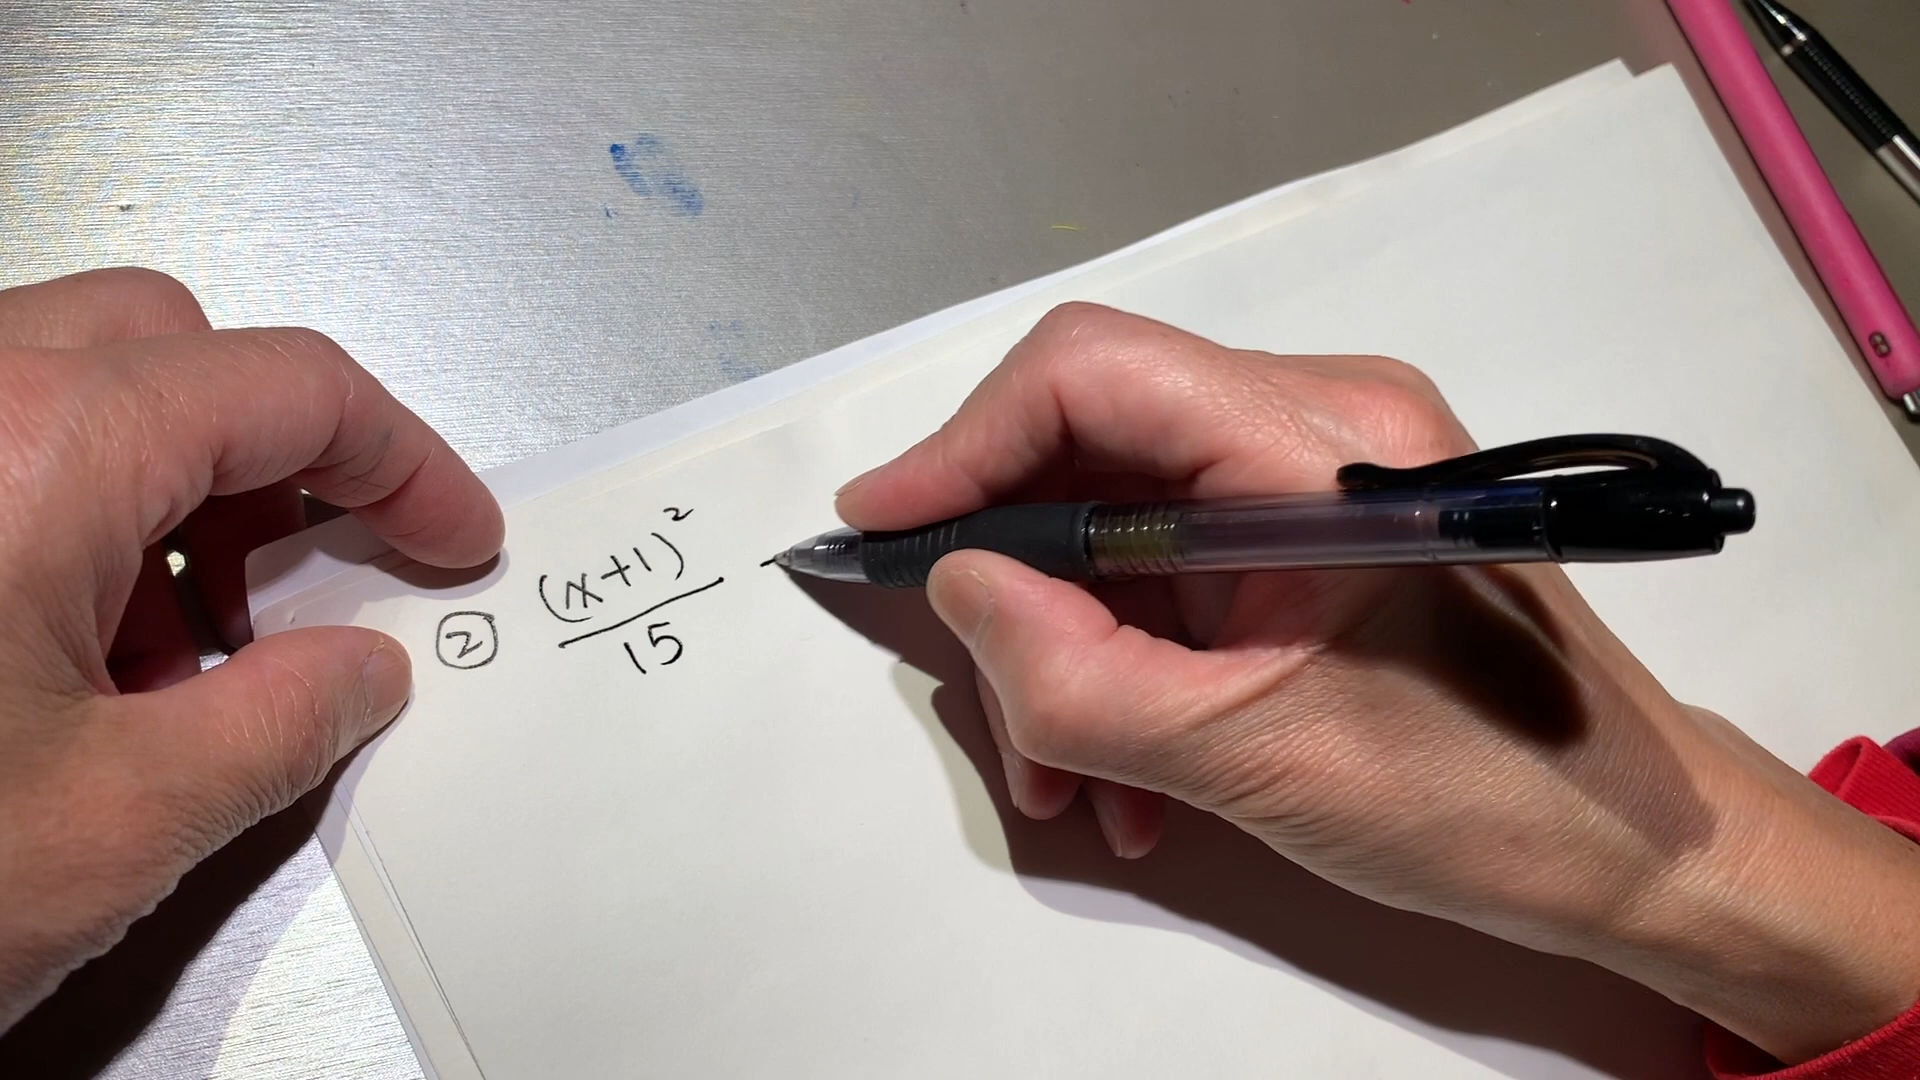 ② (x+1)²/15 -